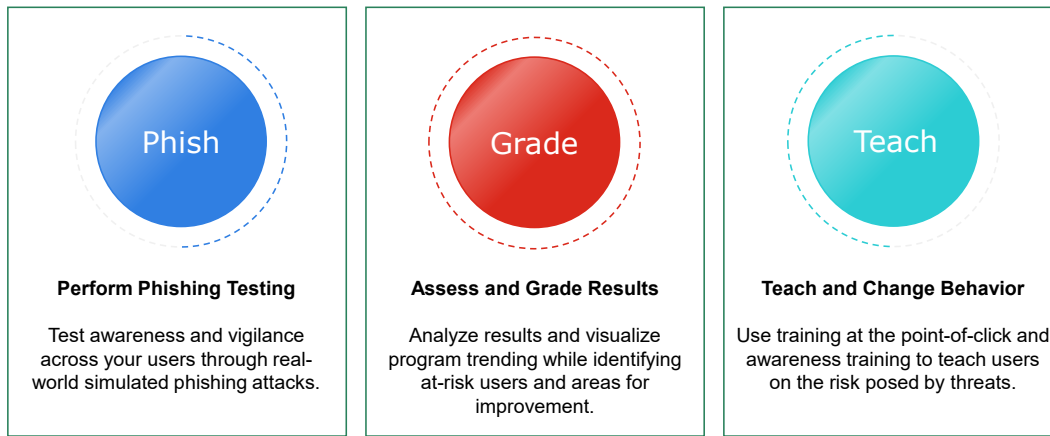 Phish
Perform Phishing Testing
Test awareness and vigilance
across your users through real-
world simulated phishing attacks.
Grade
Assess and Grade Results
Analyze results and visualize
program trending while identifying
at-risk users and areas for
improvement.
Teach
Teach and Change Behavior
Use training at the point-of-click and
awareness training to teach users
on the risk posed by threats.